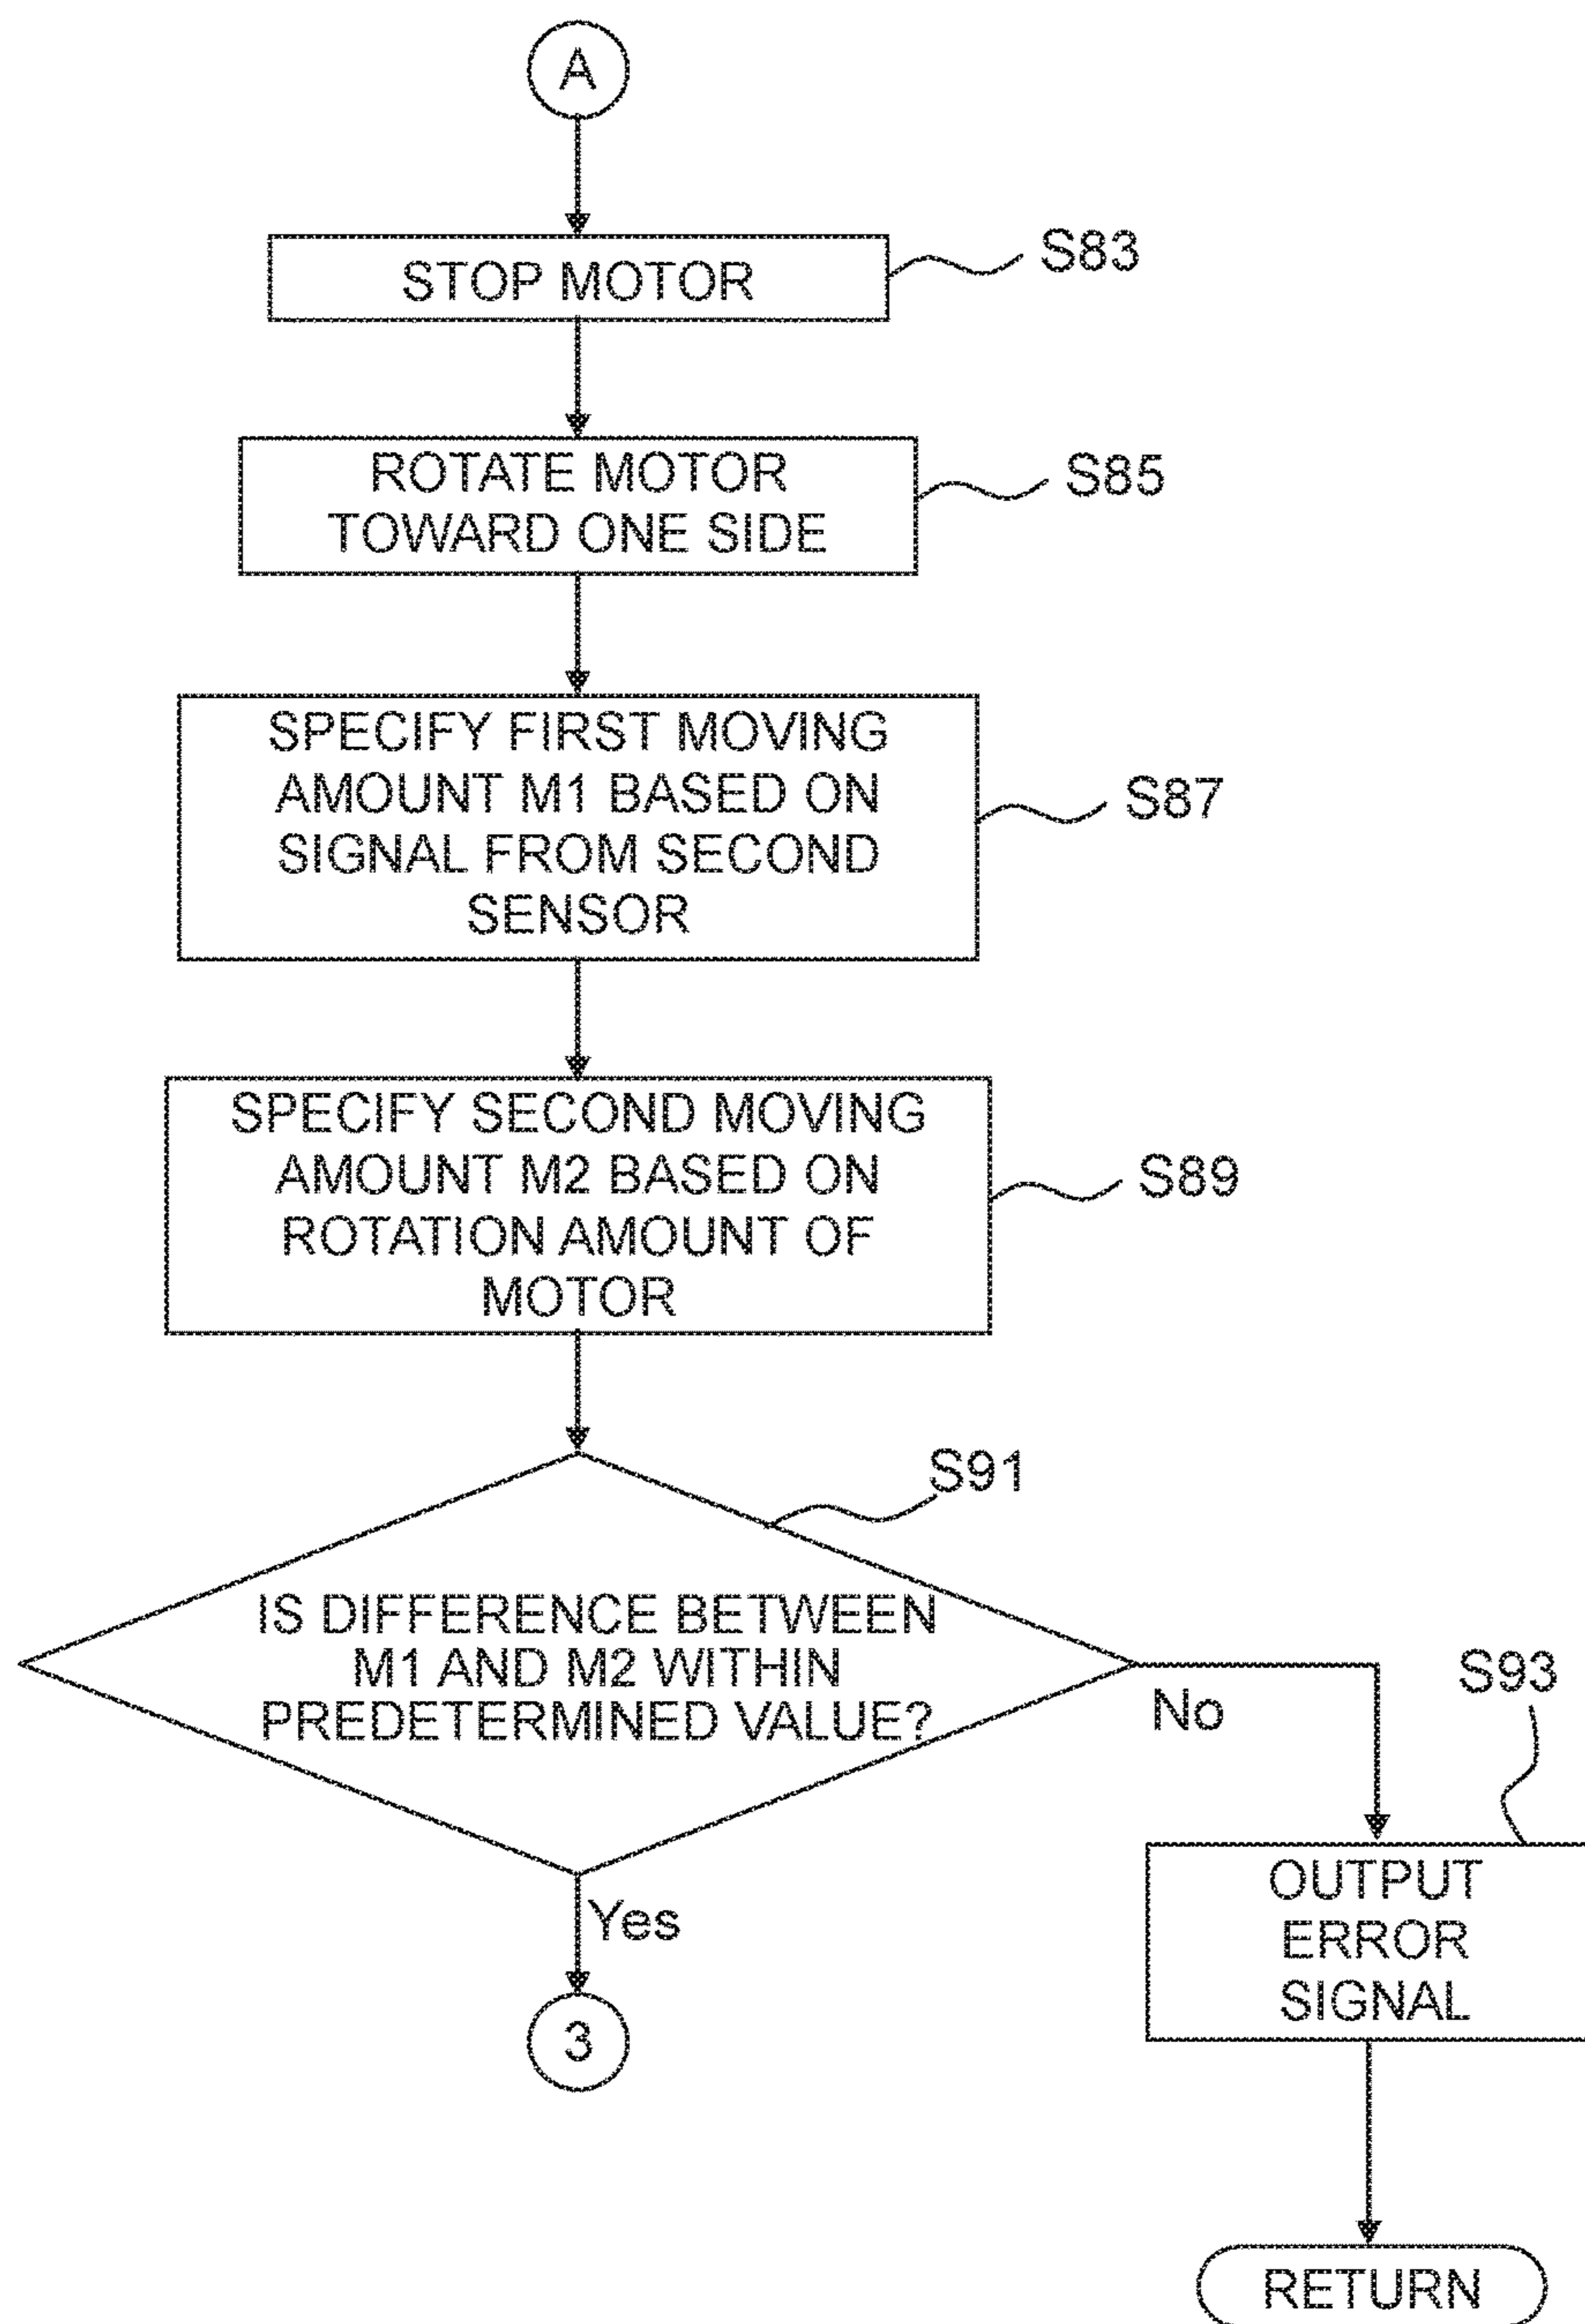 A
STOP MOTOR
S83
ROTATE MOTOR
TOWARD ONE SIDE
S85
SPECIFY FIRST MOVING
AMOUNT M1 BASED ON
SIGNAL FROM SECOND
SENSOR
S87
SPECIFY SECOND MOVING
AMOUNT M2 BASED ON
ROTATION AMOUNT OF
MOTOR
S89
S91
IS DIFFERENCE BETWEEN
M1 AND M2 WITHIN
PREDETERMINED VALUE?
No
S93
Yes
OUTPUT
ERROR
SIGNAL
3
RETURN